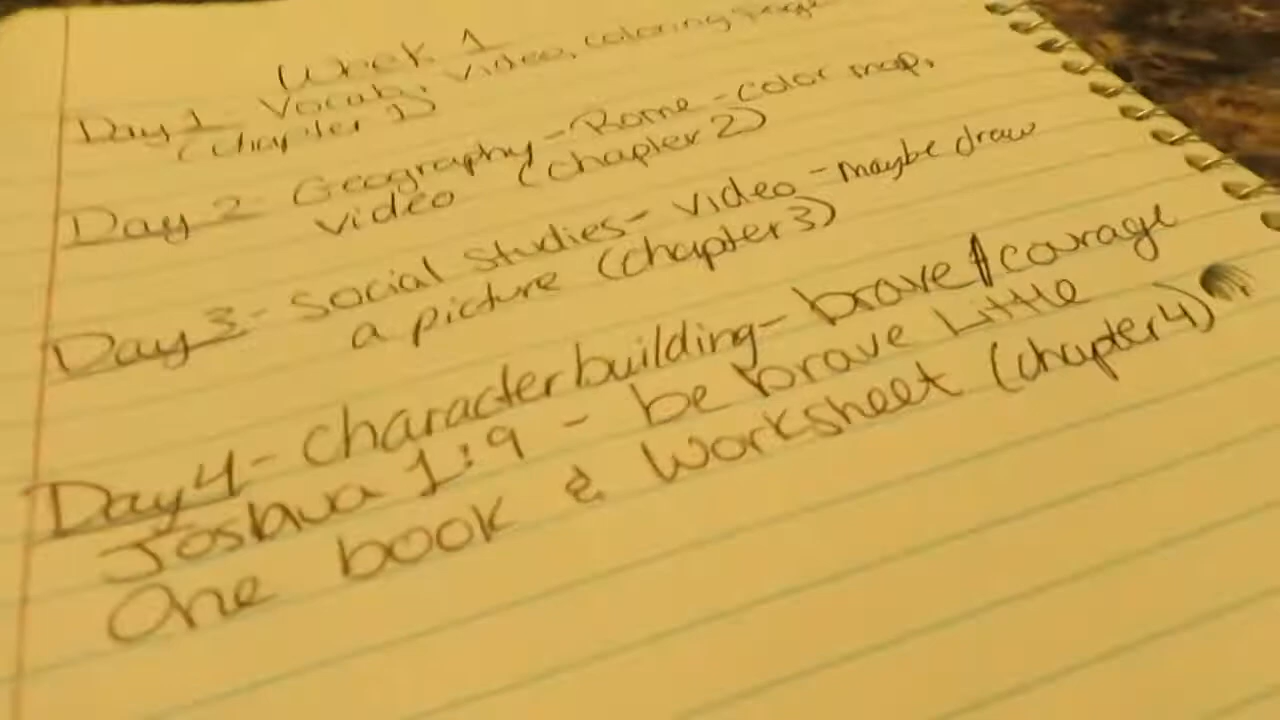 Week 1
Day 1- Vocab, video, coloring page
(Chapter 1)
Day 2- Geography-Rome-color map,
video (chapter 2)
Day 3- Social Studies- video-maybe draw
a picture (chapter 3)
Day 4- Character building- brave/courage
Joshua 1:9 - be brave Little
One book & Worksheet (Chapter 4)